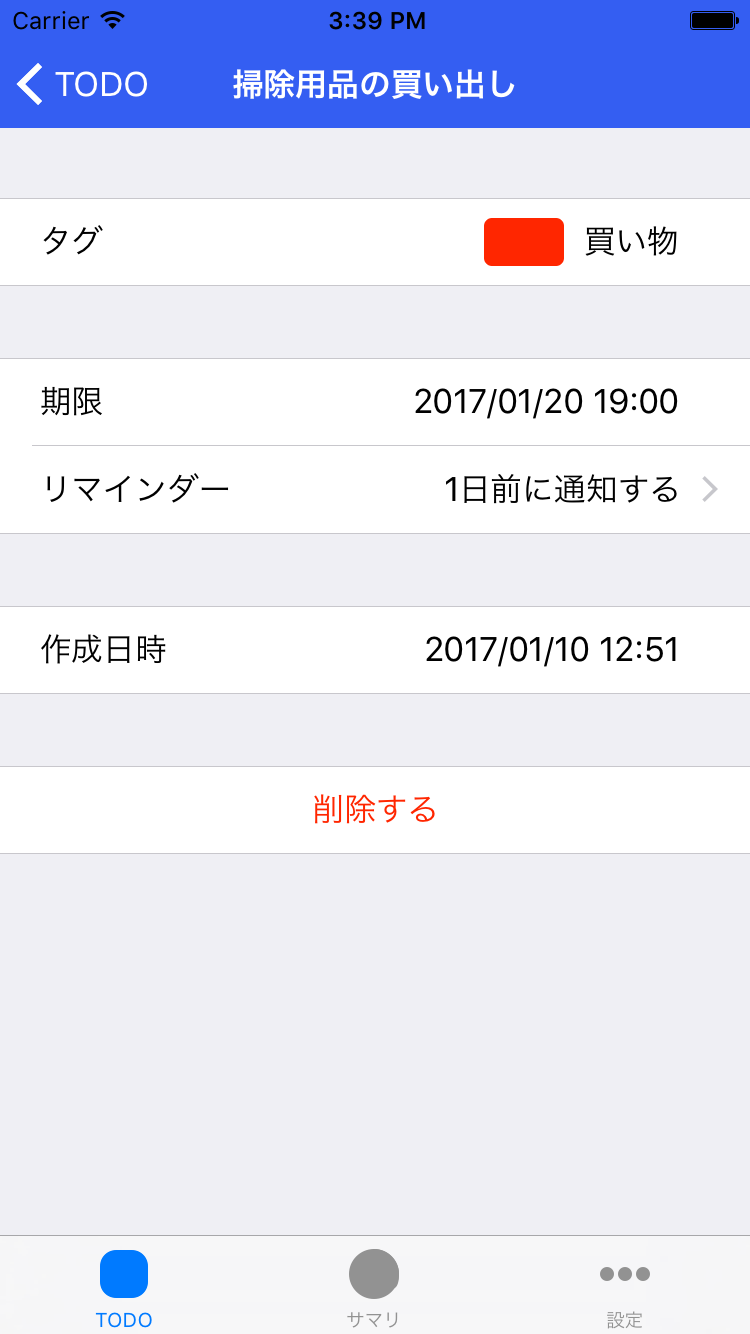 Carrier 3:39 PM
TODO 掃除用品の買い出し
タグ 買い物
期限 2017/01/20 19:00
リマインダー 1日前に通知する
作成日時 2017/01/10 12:51
削除する
TODO サマリ 設定